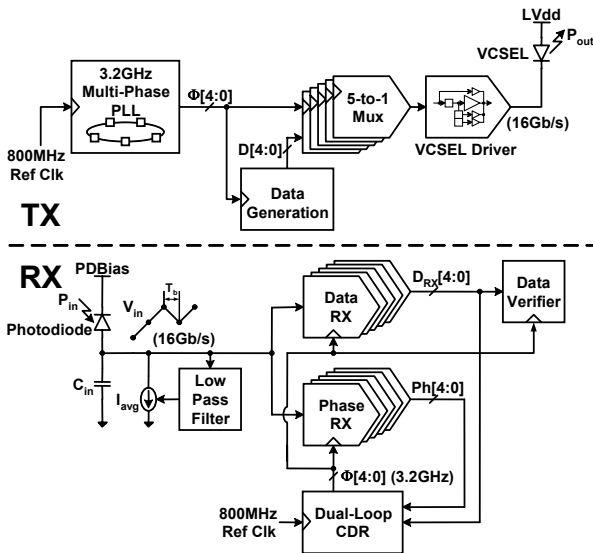 LVdd
VCSEL
Pout
3.2GHz
Multi-Phase
PLL
Φ[4:0]
5-to-1
Mux
(16Gb/s)
VCSEL Driver
800MHz
Ref Clk
D[4:0]
Data
Generation
TX
RX
PDBias
Pin
Photodiode
Vin
Tb
(16Gb/s)
Data
RX
DRX[4:0]
Data
Verifier
Cin
Iavg
Low
Pass
Filter
Phase
RX
Ph[4:0]
Φ[4:0] (3.2GHz)
800MHz
Ref Clk
Dual-Loop
CDR